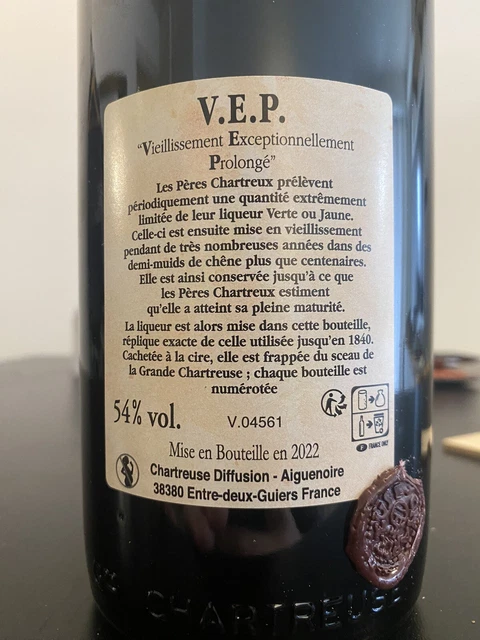 V.E.P.
“Vieillissement Exceptionnellement
Prolongé”
Les Pères Chartreux prélèvent
périodiquement une quantité extrêmement
limitée de leur liqueur Verte ou Jaune.
Celle-ci est ensuite mise en vieillissement
pendant de très nombreuses années dans des
demi-muids de chêne plus que centenaires.
Elle est ainsi conservée jusqu'à ce que
les Pères Chartreux estiment
qu'elle a atteint sa pleine maturité.
La liqueur est alors mise dans cette bouteille,
réplique exacte de celle utilisée jusqu'en 1840.
Cachetée à la cire, elle est frappée du sceau de
la Grande Chartreuse ; chaque bouteille est
numérotée
54% vol.
V.04561
FRANCE ONLY
Mise en Bouteille en 2022
Chartreuse Diffusion - Aiguenoire
38380 Entre-deux-Guiers France
CHARTREUSE